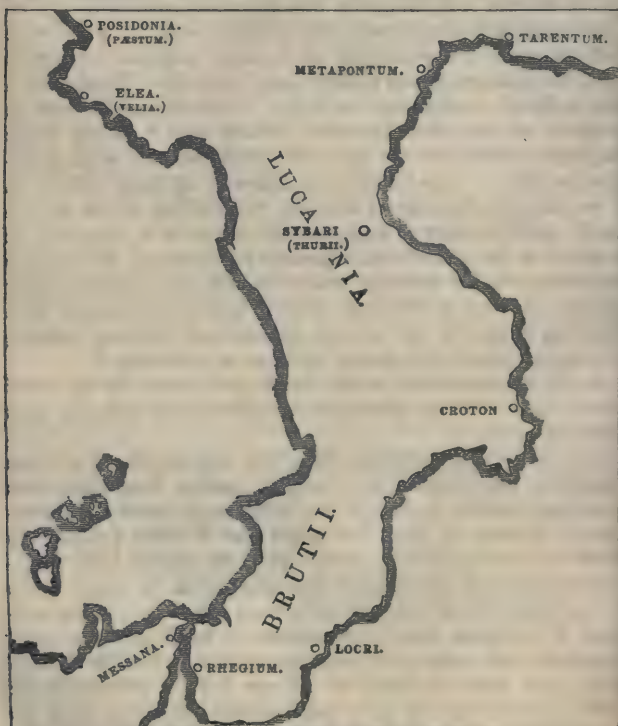 POSIDONIA.
(PÆSTUM.)
TARENTUM.
METAPONTUM.
ELEA.
(VELIA.)
LUCANIA.
SYBARI
(THURII.)
CROTON
BRUTII.
MESSANA.
RHEGIUM.
LOCRI.